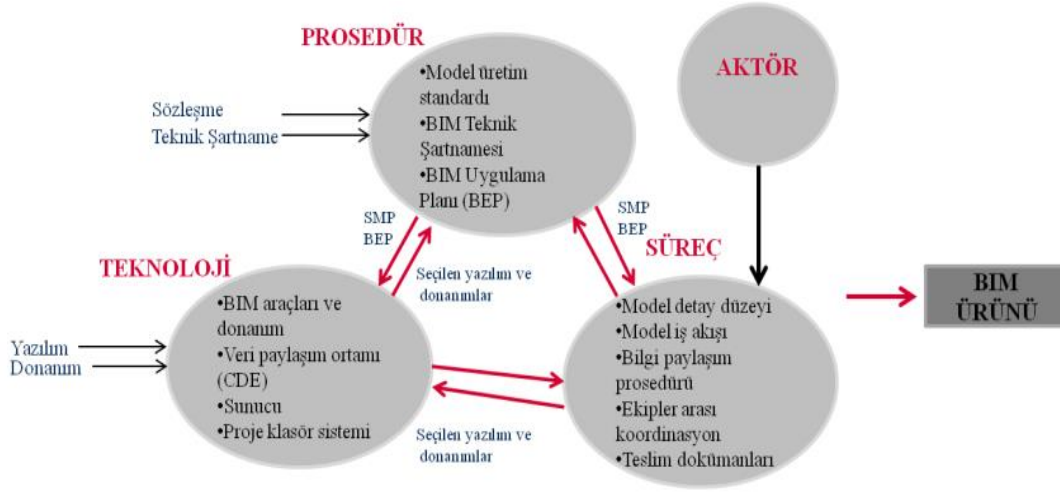 PROSEDÜR
•Model üretim
standardı
•BIM Teknik
Şartnamesi
•BIM Uygulama
Planı (BEP)
AKTÖR
Sözleşme
Teknik Şartname
SMP
BEP
SMP
BEP
TEKNOLOJİ
Seçilen yazılım ve
donanımlar
SÜREÇ
•BIM araçları ve
donanım
•Veri paylaşım ortamı
(CDE)
•Sunucu
•Proje klasör sistemi
Yazılım
Donanım
•Model detay düzeyi
•Model iş akışı
•Bilgi paylaşım
prosedürü
•Ekipler arası
koordinasyon
•Teslim dokümanları
Seçilen yazılım ve
donanımlar
BIM
ÜRÜNÜ